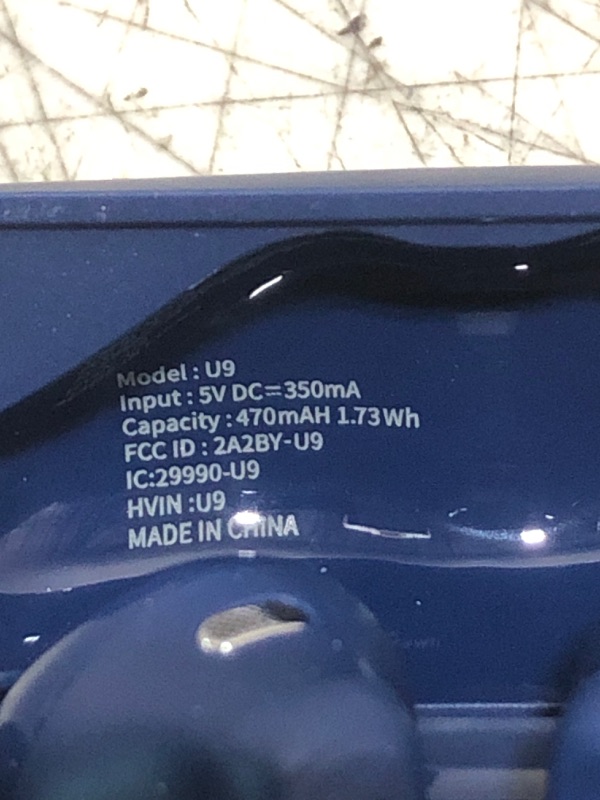 Model : U9
Input : 5V DC=350mA
Capacity : 470mAH 1.73Wh
FCC ID : 2A2BY-U9
IC:29990-U9
HVIN :U9
MADE IN CHINA